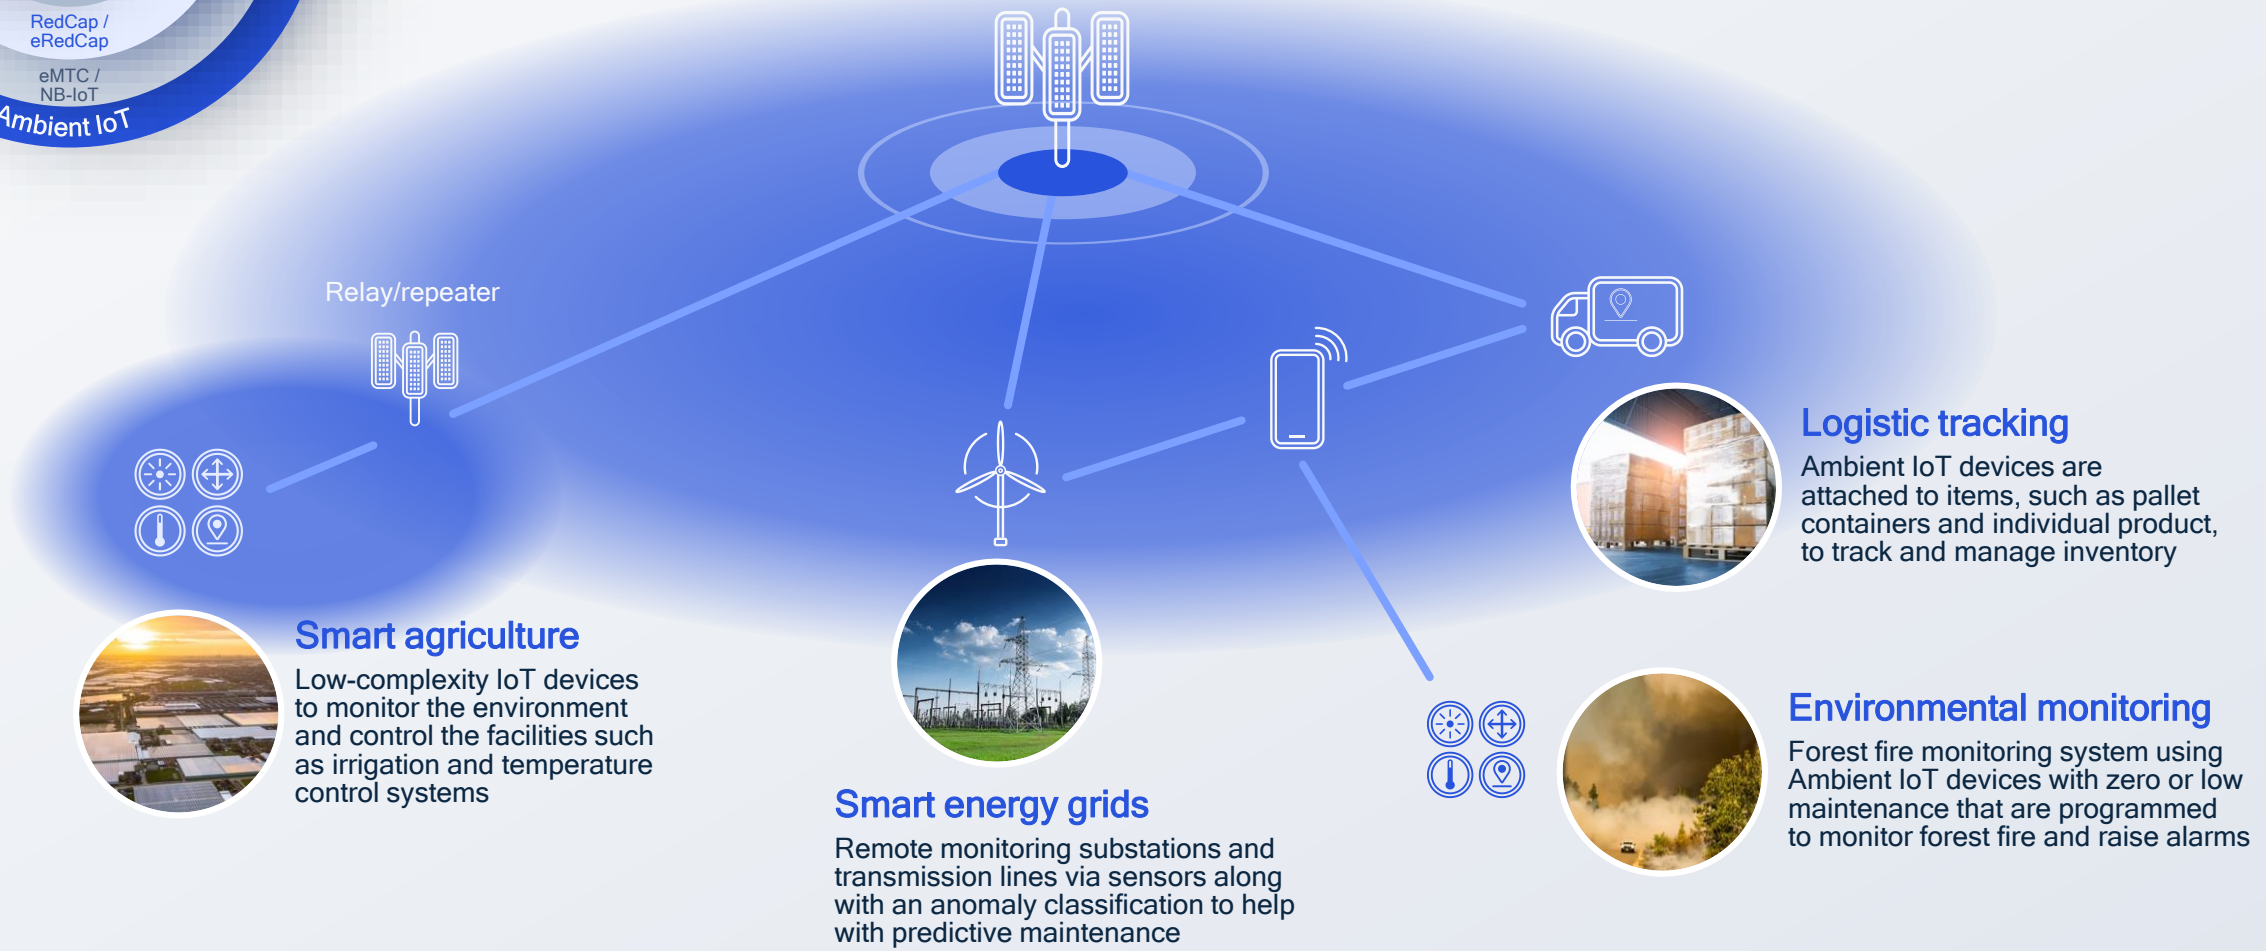 RedCap /
eRedCap
eMTC /
NB-IoT
Ambient IoT
Relay/repeater
Logistic tracking
Ambient IoT devices are
attached to items, such as pallet
containers and individual product,
to track and manage inventory
Smart agriculture
Low-complexity IoT devices
to monitor the environment
and control the facilities such
as irrigation and temperature
control systems
Smart energy grids
Remote monitoring substations and
transmission lines via sensors along
with an anomaly classification to help
with predictive maintenance
Environmental monitoring
Forest fire monitoring system using
Ambient IoT devices with zero or low
maintenance that are programmed
to monitor forest fire and raise alarms